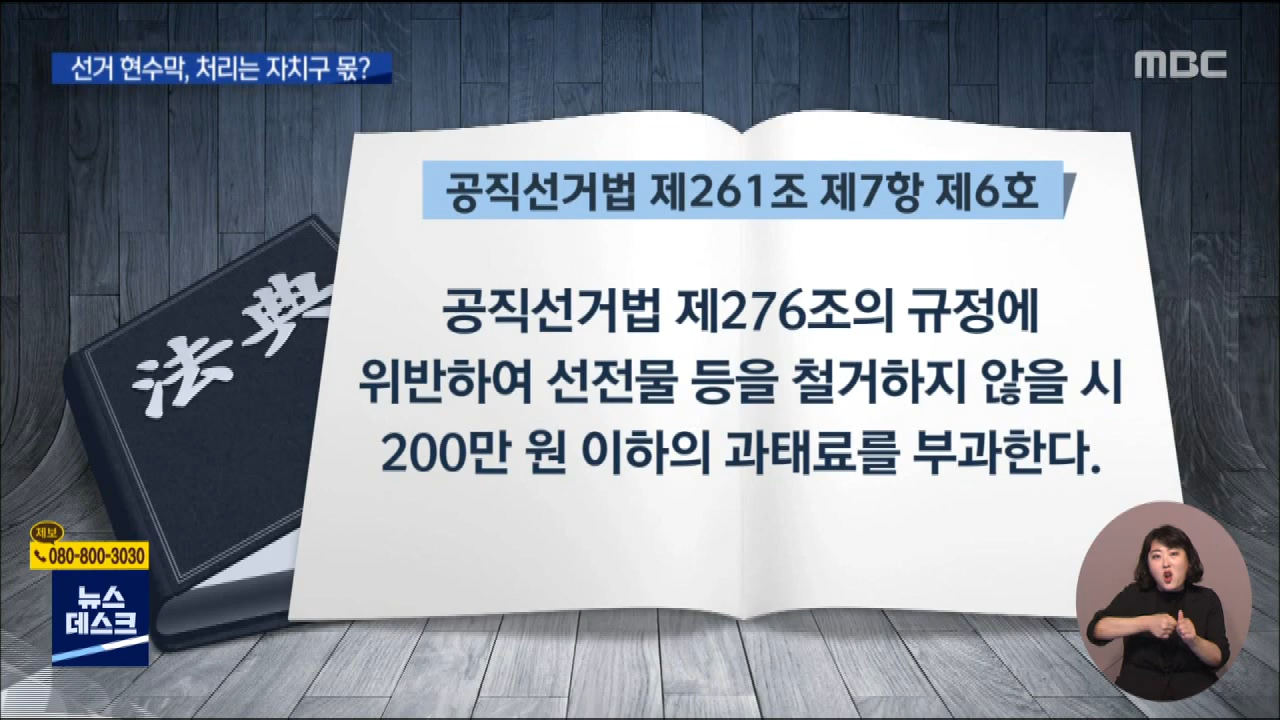 선거 현수막, 처리는 자치구 몫?
MBC
공직선거법 제261조 제7항 제6호
공직선거법 제276조의 규정에
위반하여 선전물 등을 철거하지 않을 시
200만 원 이하의 과태료를 부과한다.
法典
제보
080-800-3030
뉴스
데스크